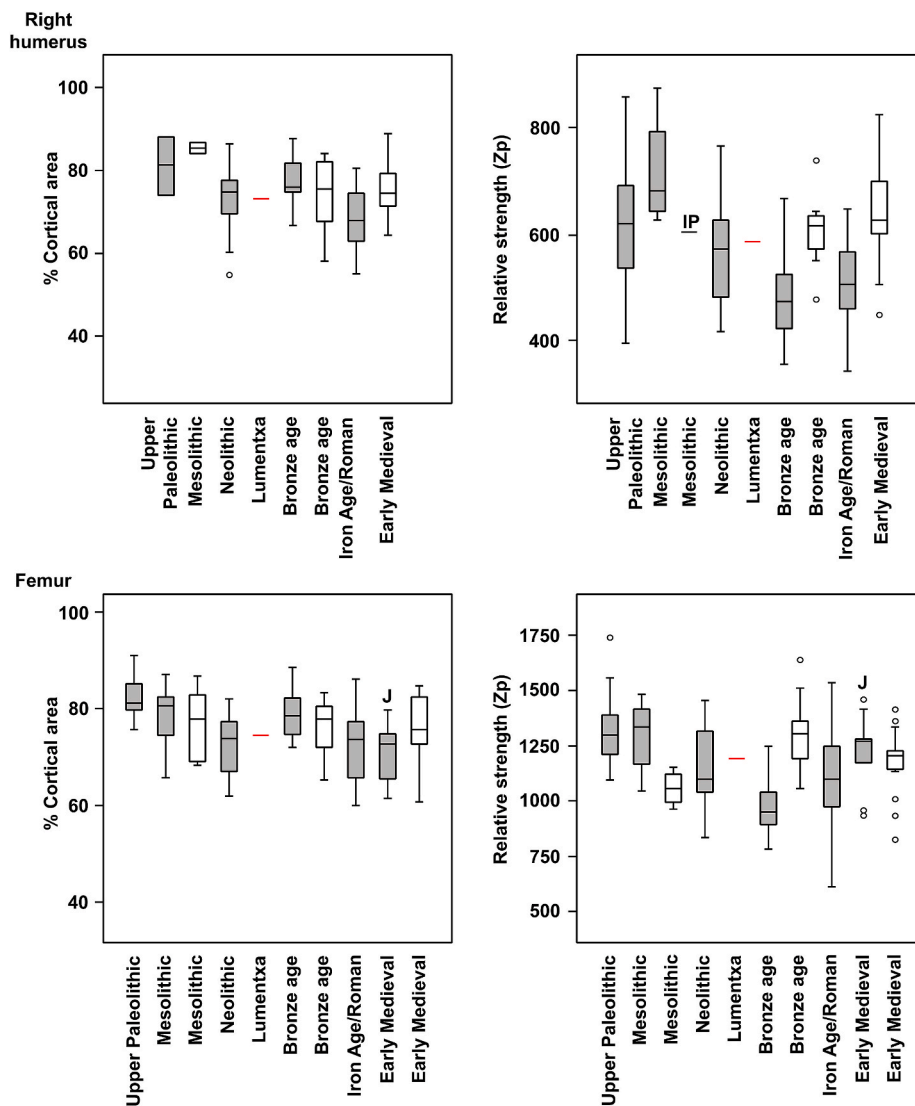 Right
humerus
% Cortical area
100
80
60
40
Upper
Paleolithic
Mesolithic
Neolithic
Lumentxa
Bronze age
Bronze age
Iron Age/Roman
Early Medieval
Relative strength (Zp)
800
600
400
IP
Upper
Paleolithic
Mesolithic
Mesolithic
Neolithic
Lumentxa
Bronze age
Bronze age
Iron Age/Roman
Early Medieval
Femur
% Cortical area
100
80
60
40
J
Upper Paleolithic
Mesolithic
Mesolithic
Neolithic
Lumentxa
Bronze age
Bronze age
Iron Age/Roman
Early Medieval
Early Medieval
Relative strength (Zp)
1750
1500
1250
1000
750
500
J
Upper Paleolithic
Mesolithic
Mesolithic
Neolithic
Lumentxa
Bronze age
Bronze age
Iron Age/Roman
Early Medieval
Early Medieval